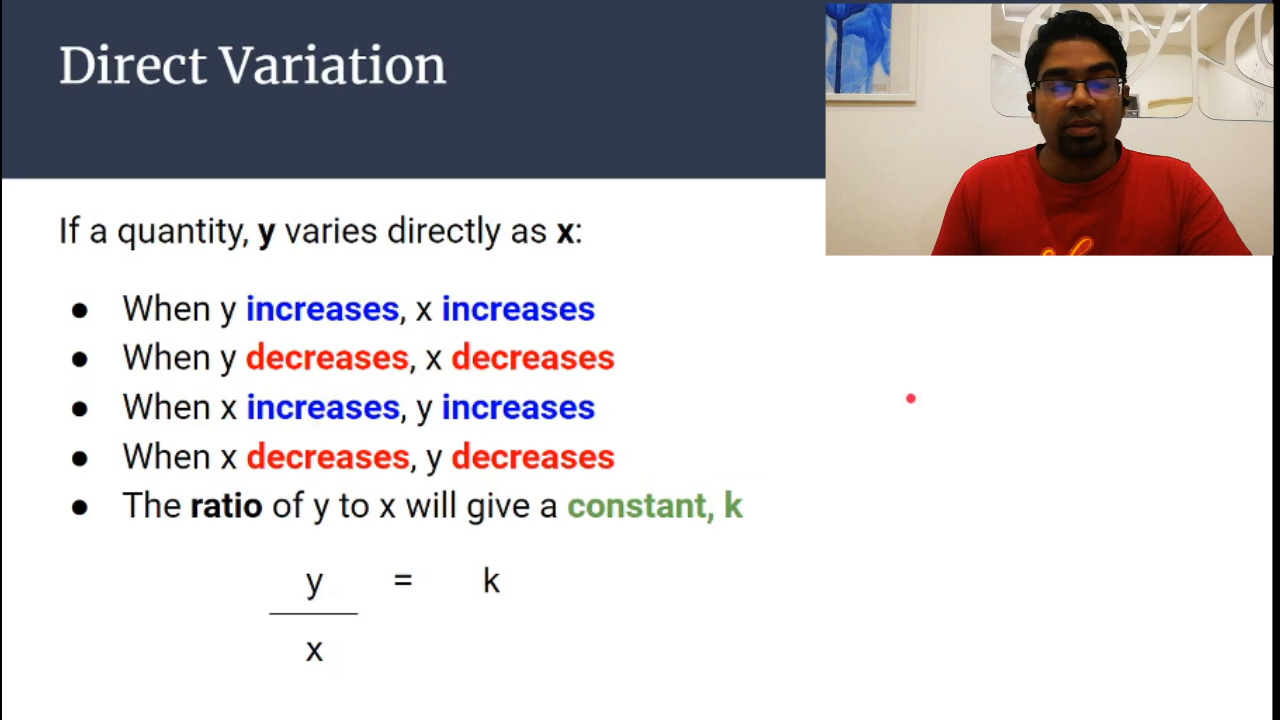 Direct Variation
If a quantity, y varies directly as x:
● When y increases, x increases
● When y decreases, x decreases
● When x increases, y increases
● When x decreases, y decreases
● The ratio of y to x will give a constant, k
y = k
x